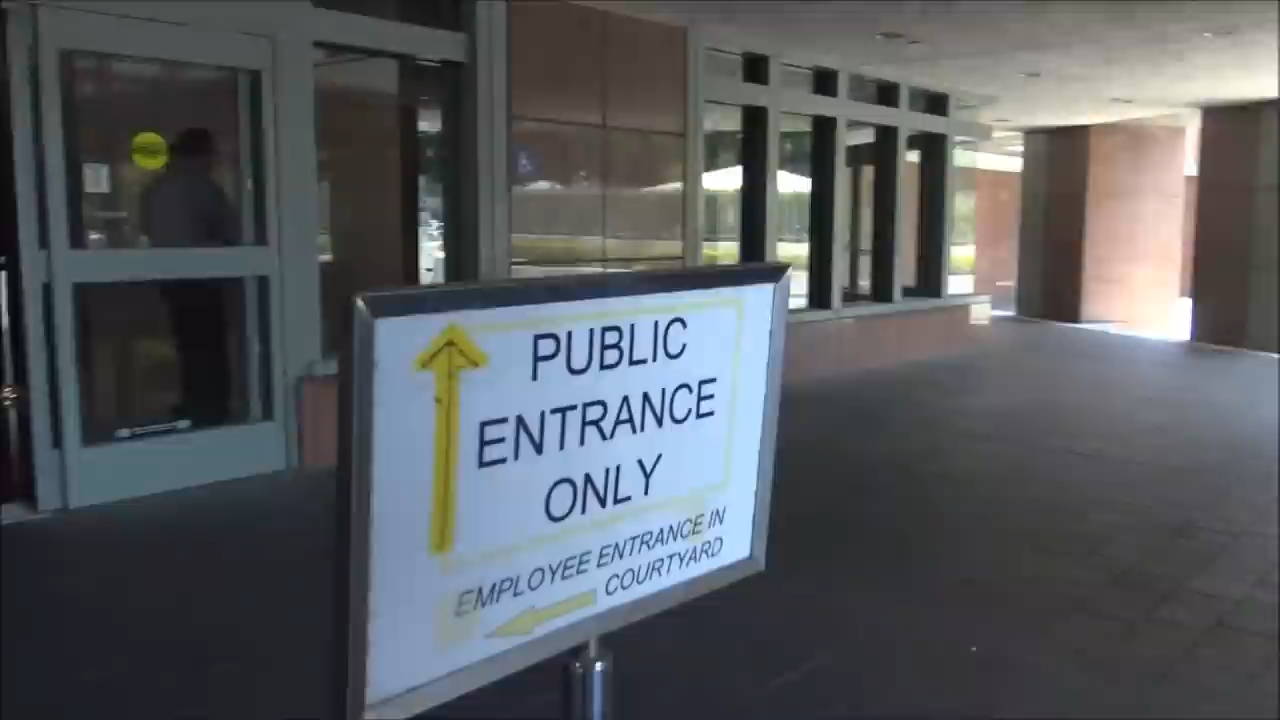 PUBLIC
ENTRANCE
ONLY
EMPLOYEE ENTRANCE IN
COURTYARD